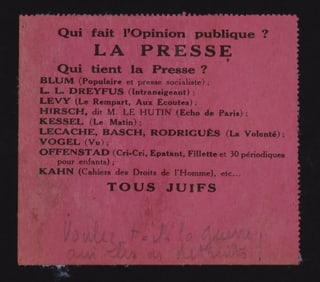 Qui fait l'Opinion publique ?
LA PRESSE
Qui tient la Presse ?
BLUM (Populaire et presse socialiste) ;
L. L. DREYFUS (Intransigeant) ;
LEVY (Le Rempart, Aux Ecoutes) ;
HIRSCH, dit M. LE HUTIN (Echo de Paris) ;
KESSEL (Le Matin) ;
LECACHE, BASCH, RODRIGUÈS (La Volonté) ;
VOGEL (Vu) ;
OFFENSTAD (Cri-Cri, Epatant, Fillette et 30 périodiques
pour enfants) ;
KAHN (Cahiers des Droits de l'Homme), etc...
TOUS JUIFS
la guerre